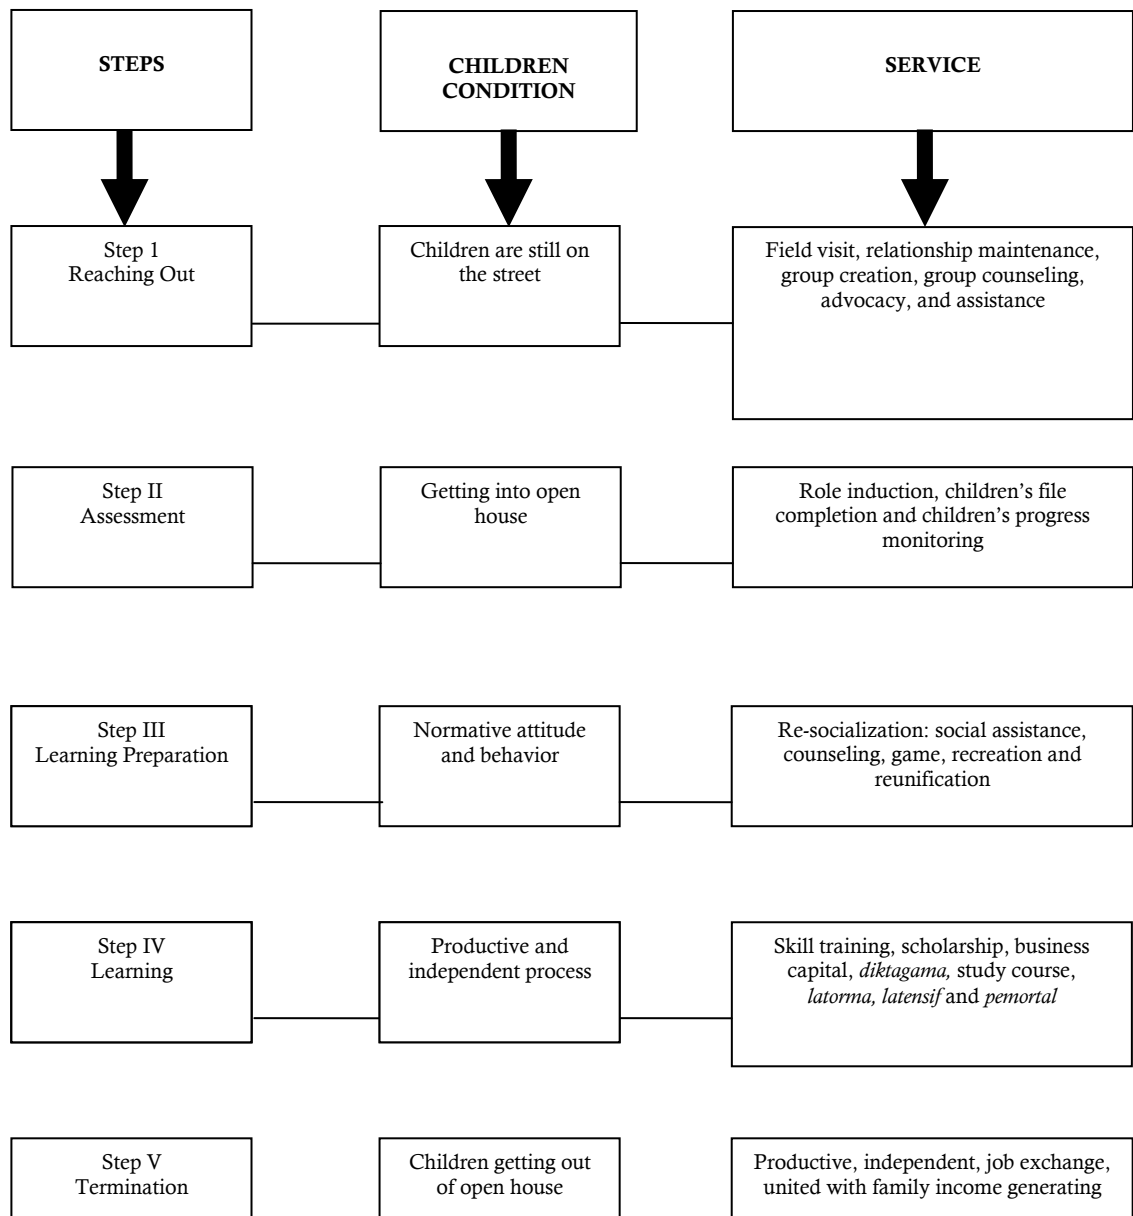 STEPS
CHILDREN
CONDITION
SERVICE
Step 1
Reaching Out
Children are still on
the street
Field visit, relationship maintenance,
group creation, group counseling,
advocacy, and assistance
Step II
Assessment
Getting into open
house
Role induction, children’s file
completion and children’s progress
monitoring
Step III
Learning Preparation
Normative attitude
and behavior
Re-socialization: social assistance,
counseling, game, recreation and
reunification
Step IV
Learning
Productive and
independent process
Skill training, scholarship, business
capital, diktagama, study course,
latorma, latensif and pemortal
Step V
Termination
Children getting out
of open house
Productive, independent, job exchange,
united with family income generating